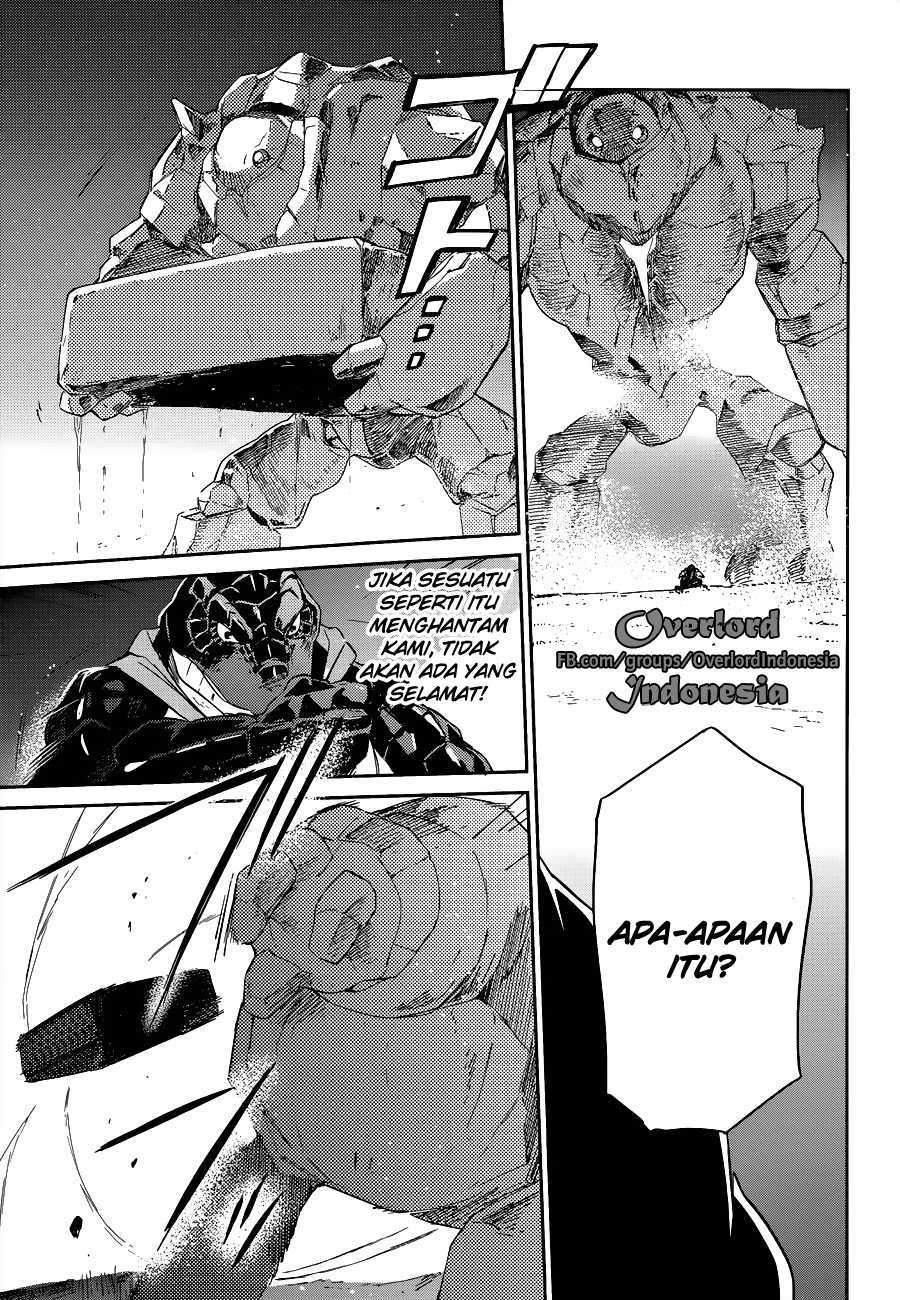 ゴ
ト
...
Overlord
FB.com/groups/OverlordIndonesia
Indonesia
APA-APAAN
ITU?
JIKA SESUATU
SEPERTI ITU
MENGHANTAM
KAMI, TIDAK
AKAN ADA YANG
SELAMAT!